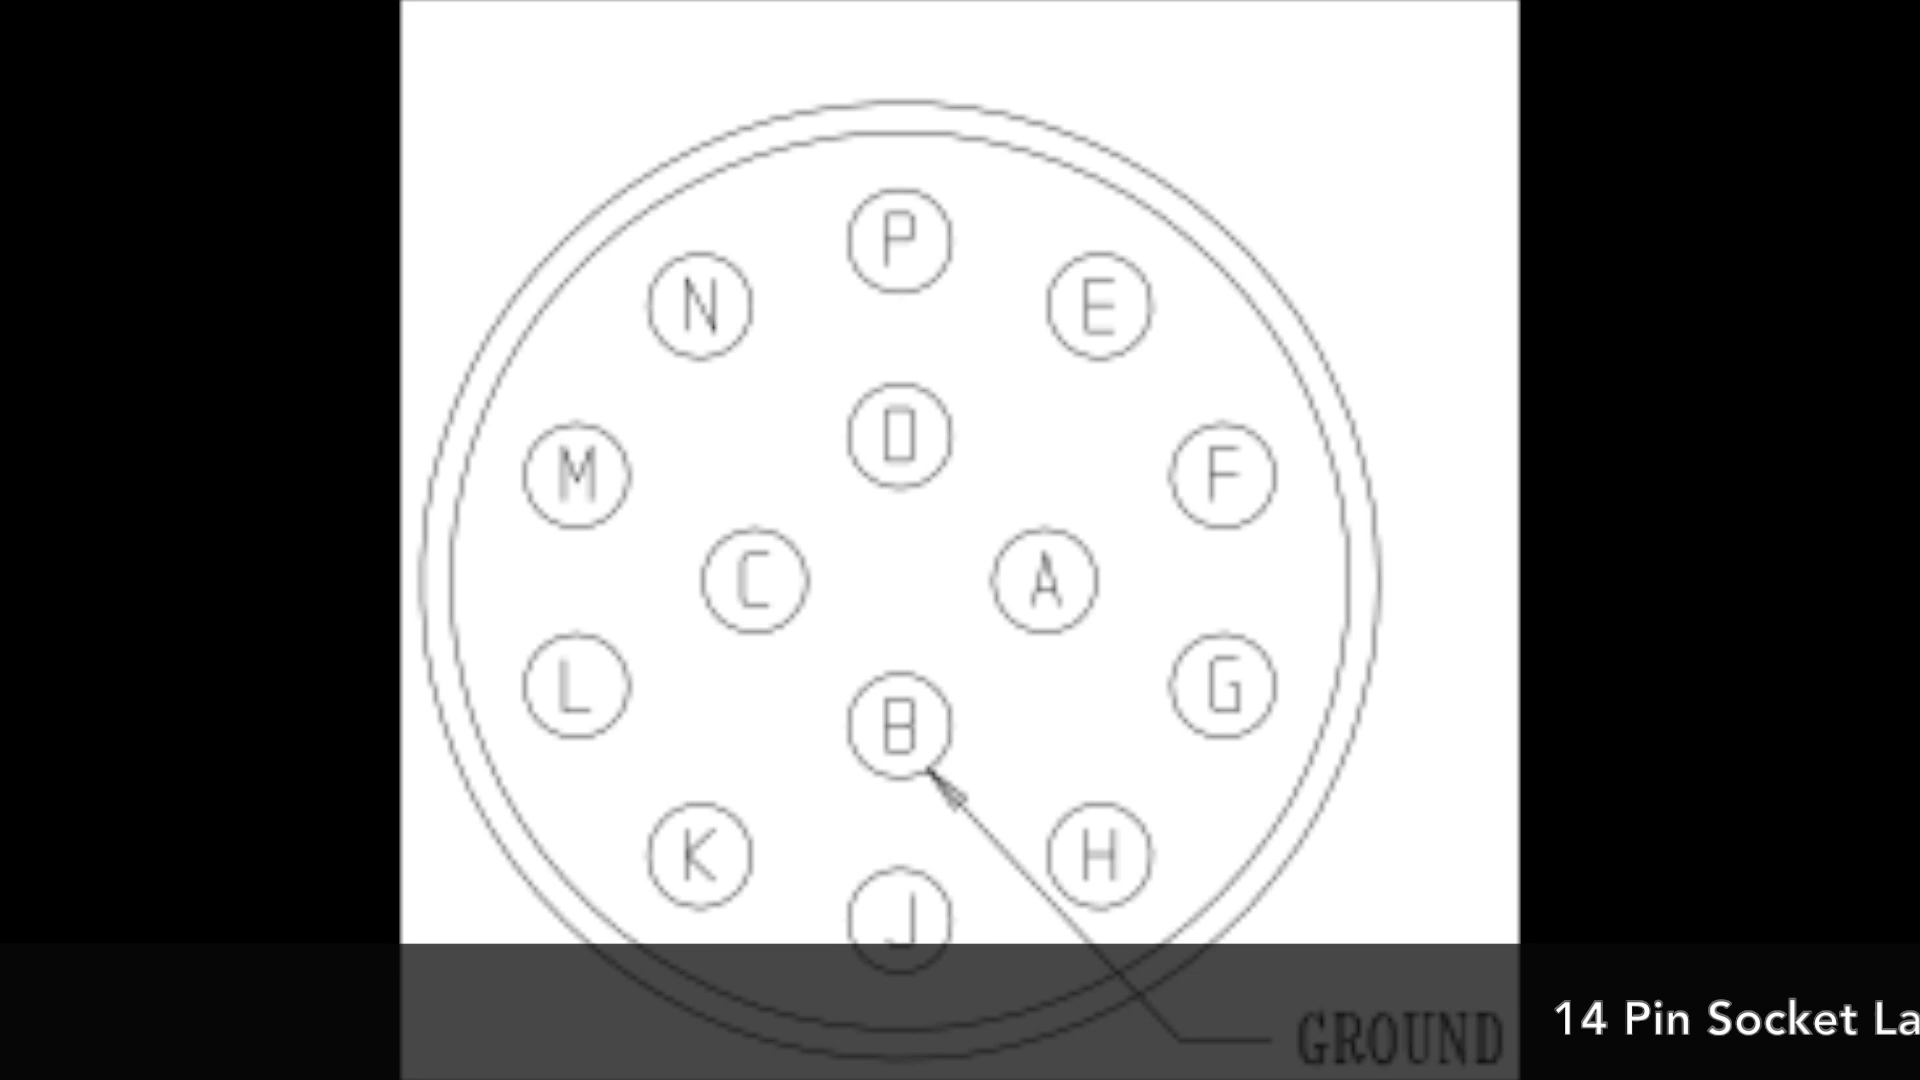 P
N E
D
M F
C A
L G
B
K H
J
GROUND
14 Pin Socket La